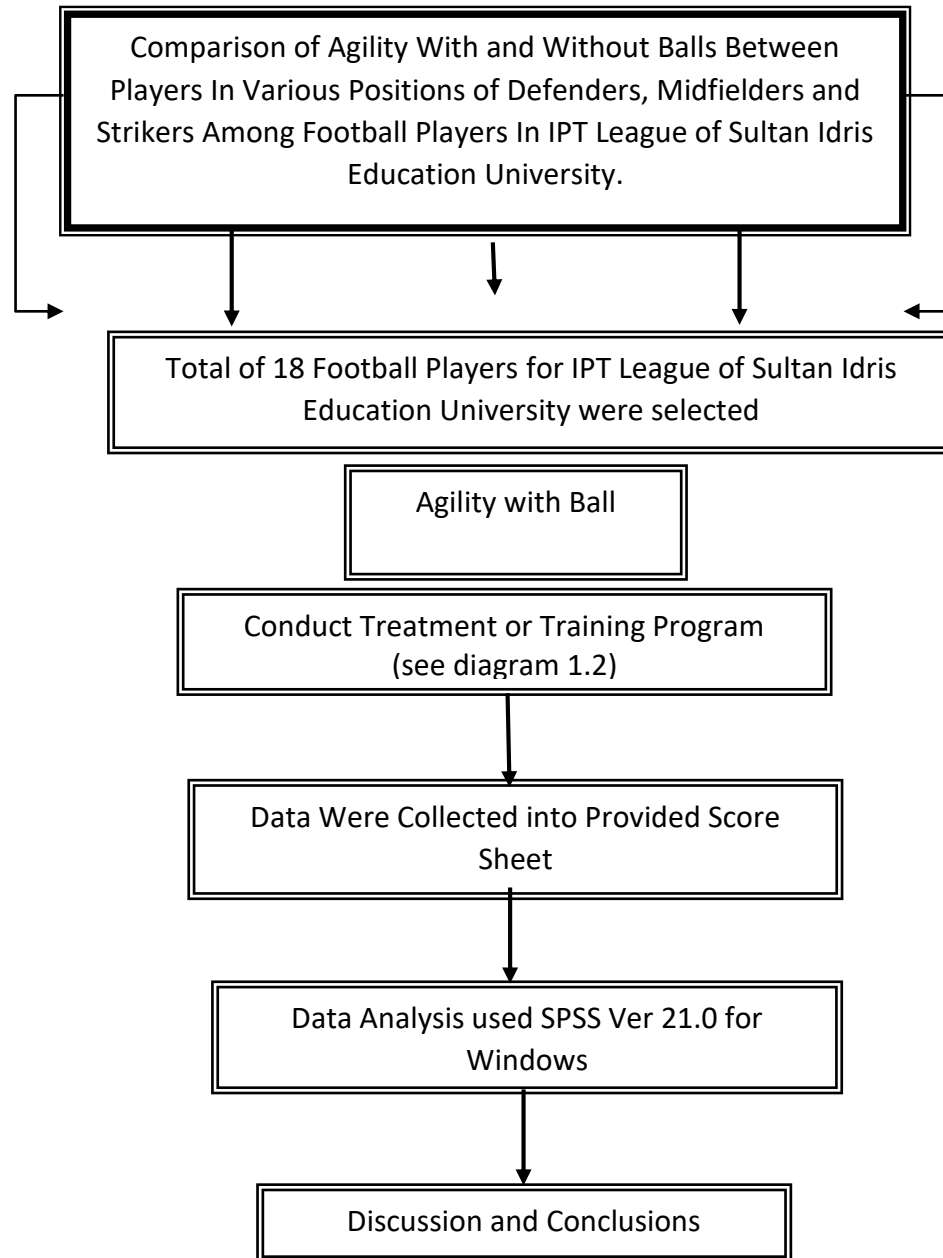 Comparison of Agility With and Without Balls Between
Players In Various Positions of Defenders, Midfielders and
Strikers Among Football Players In IPT League of Sultan Idris
Education University.
Total of 18 Football Players for IPT League of Sultan Idris
Education University were selected
Agility with Ball
Conduct Treatment or Training Program
(see diagram 1.2)
Data Were Collected into Provided Score
Sheet
Data Analysis used SPSS Ver 21.0 for
Windows
Discussion and Conclusions